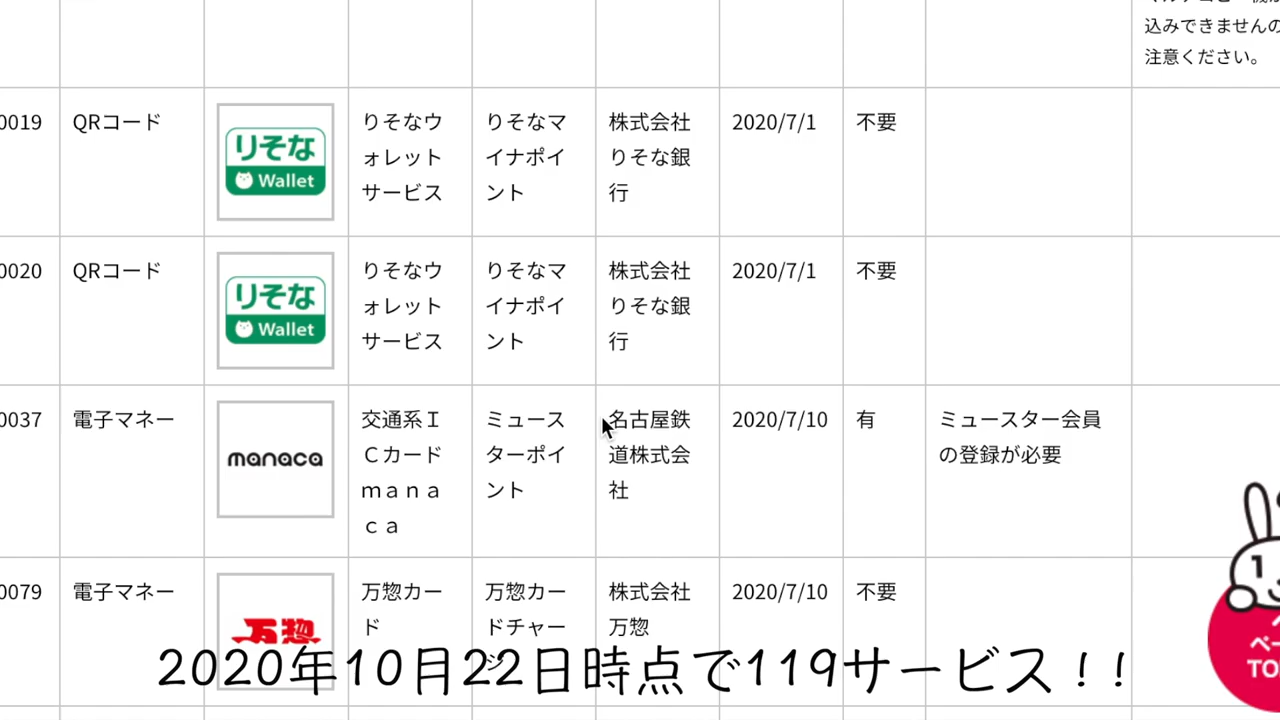 込みできませんの
注意ください。
0019
QRコード
りそな
Wallet
りそなウ
ォレット
サービス
りそなマ
イナポイ
ント
株式会社
りそな銀
行
2020/7/1
不要
0020
QRコード
りそな
Wallet
りそなウ
ォレット
サービス
りそなマ
イナポイ
ント
株式会社
りそな銀
行
2020/7/1
不要
0037
電子マネー
manaca
交通系Ｉ
Ｃカード
ｍａｎａ
ｃａ
ミュース
ターポイ
ント
名古屋鉄
道株式会
社
2020/7/10
有
ミュースター会員
の登録が必要
0079
電子マネー
万惣
万惣カー
ド
万惣カー
ドチャー
ジ
株式会社
万惣
2020/7/10
不要
2020年10月22日時点で119サービス！！
ペー
TO